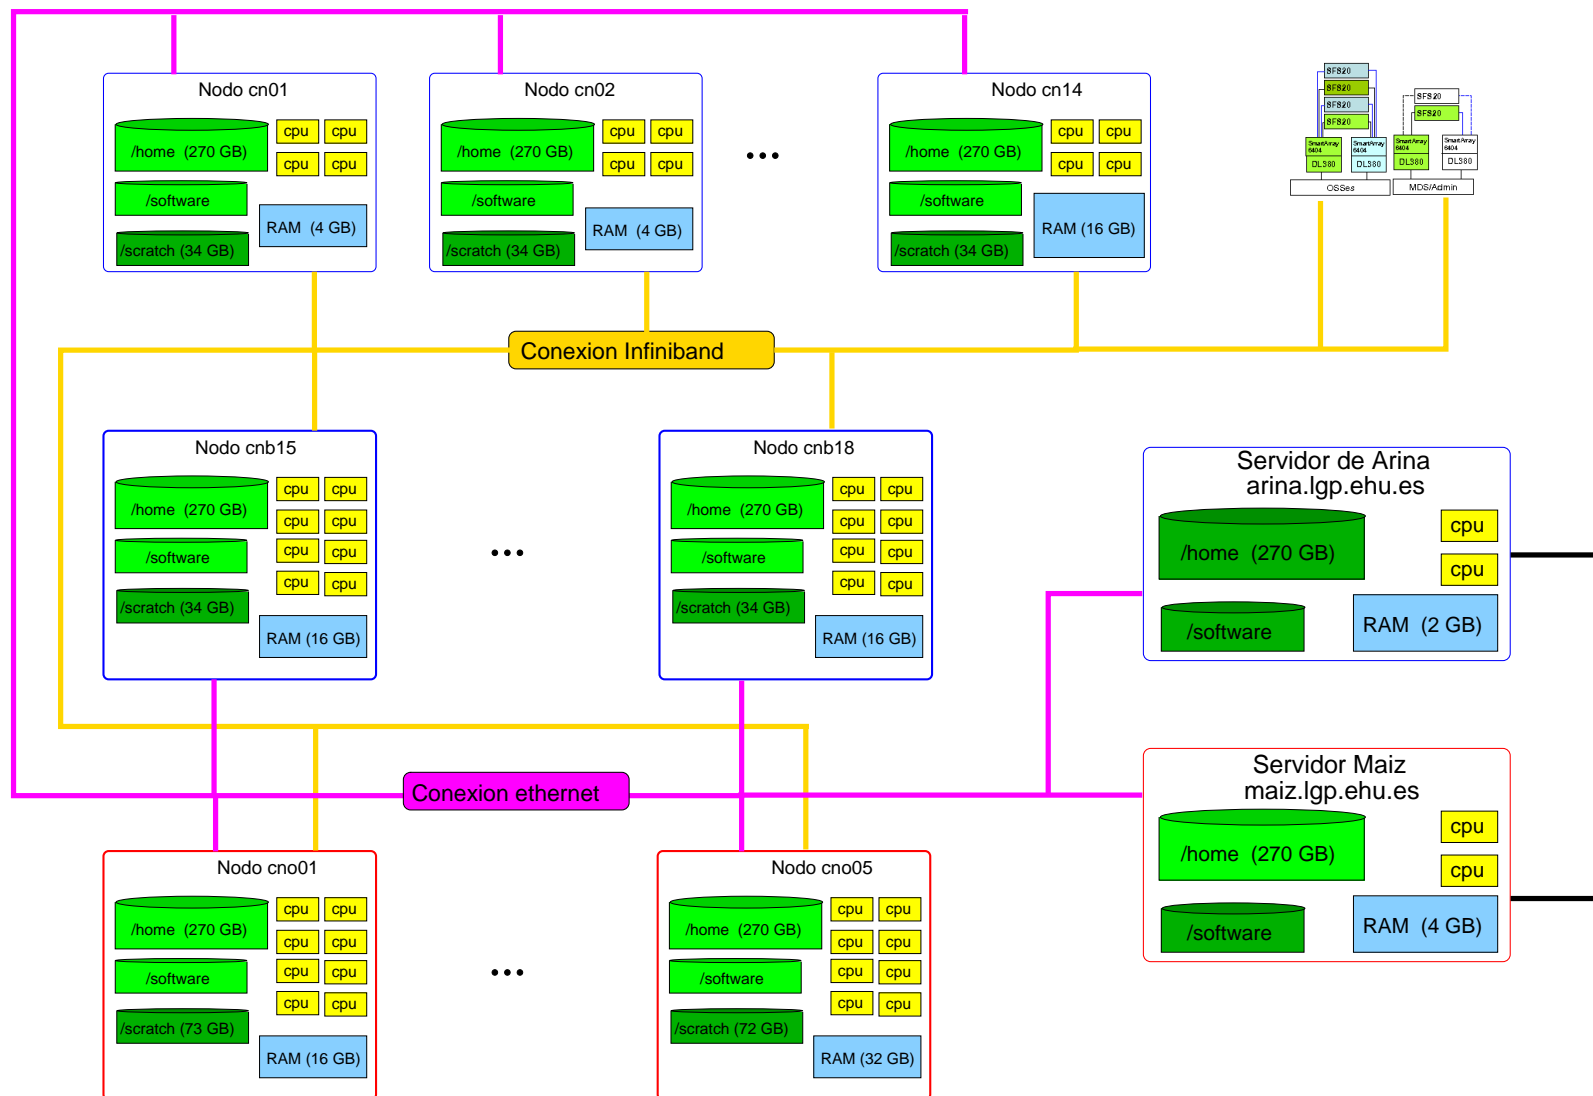 Nodo cn01
/home (270 GB)
cpu cpu
cpu cpu
/software
RAM (4 GB)
/scratch (34 GB)
Nodo cn02
/home (270 GB)
cpu cpu
cpu cpu
/software
RAM (4 GB)
/scratch (34 GB)
...
Nodo cn14
/home (270 GB)
cpu cpu
cpu cpu
/software
RAM (16 GB)
/scratch (34 GB)
SFS20
SFS20
SFS20
SFS20
SmartArray
6404
DL380
SmartArray
6404
DL380
OSSes
SFS20
SFS20
SmartArray
6404
DL380
SmartArray
6404
DL380
MDS/Admin
Conexion Infiniband
Nodo cnb15
/home (270 GB)
cpu cpu
cpu cpu
cpu cpu
cpu cpu
/software
/scratch (34 GB)
RAM (16 GB)
...
Nodo cnb18
/home (270 GB)
cpu cpu
cpu cpu
cpu cpu
cpu cpu
/software
/scratch (34 GB)
RAM (16 GB)
Servidor de Arina
arina.lgp.ehu.es
/home (270 GB)
cpu
cpu
/software
RAM (2 GB)
Conexion ethernet
Servidor Maiz
maiz.lgp.ehu.es
/home (270 GB)
cpu
cpu
/software
RAM (4 GB)
Nodo cno01
/home (270 GB)
cpu cpu
cpu cpu
cpu cpu
cpu cpu
/software
/scratch (73 GB)
RAM (16 GB)
...
Nodo cno05
/home (270 GB)
cpu cpu
cpu cpu
cpu cpu
cpu cpu
/software
/scratch (72 GB)
RAM (32 GB)